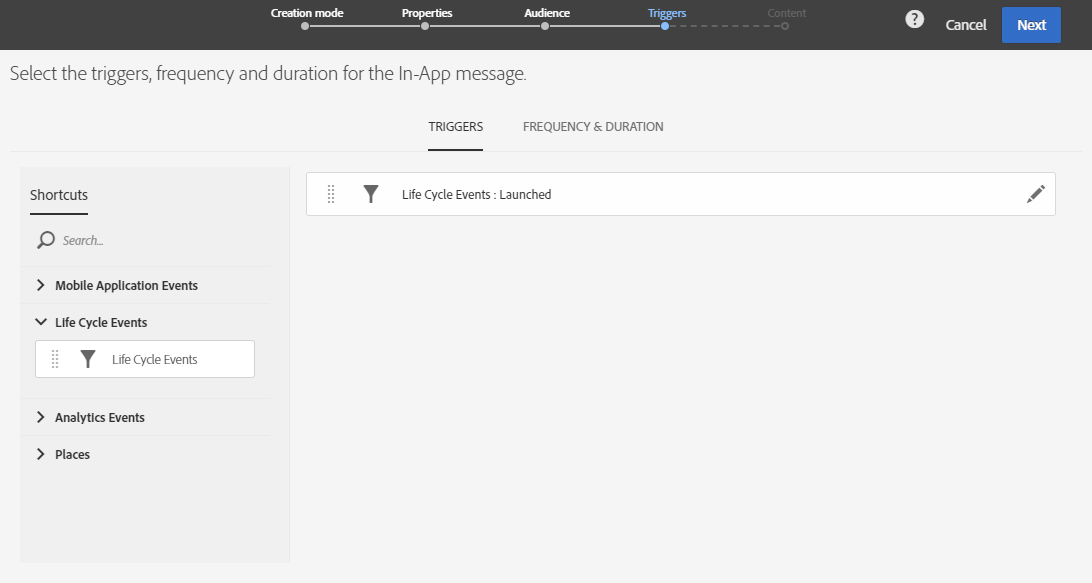 Creation mode
Properties
Audience
Triggers
Content
?
Cancel
Next
Select the triggers, frequency and duration for the In-App message.
TRIGGERS
FREQUENCY & DURATION
Shortcuts
Search...
Mobile Application Events
Life Cycle Events
Life Cycle Events
Analytics Events
Places
Life Cycle Events : Launched